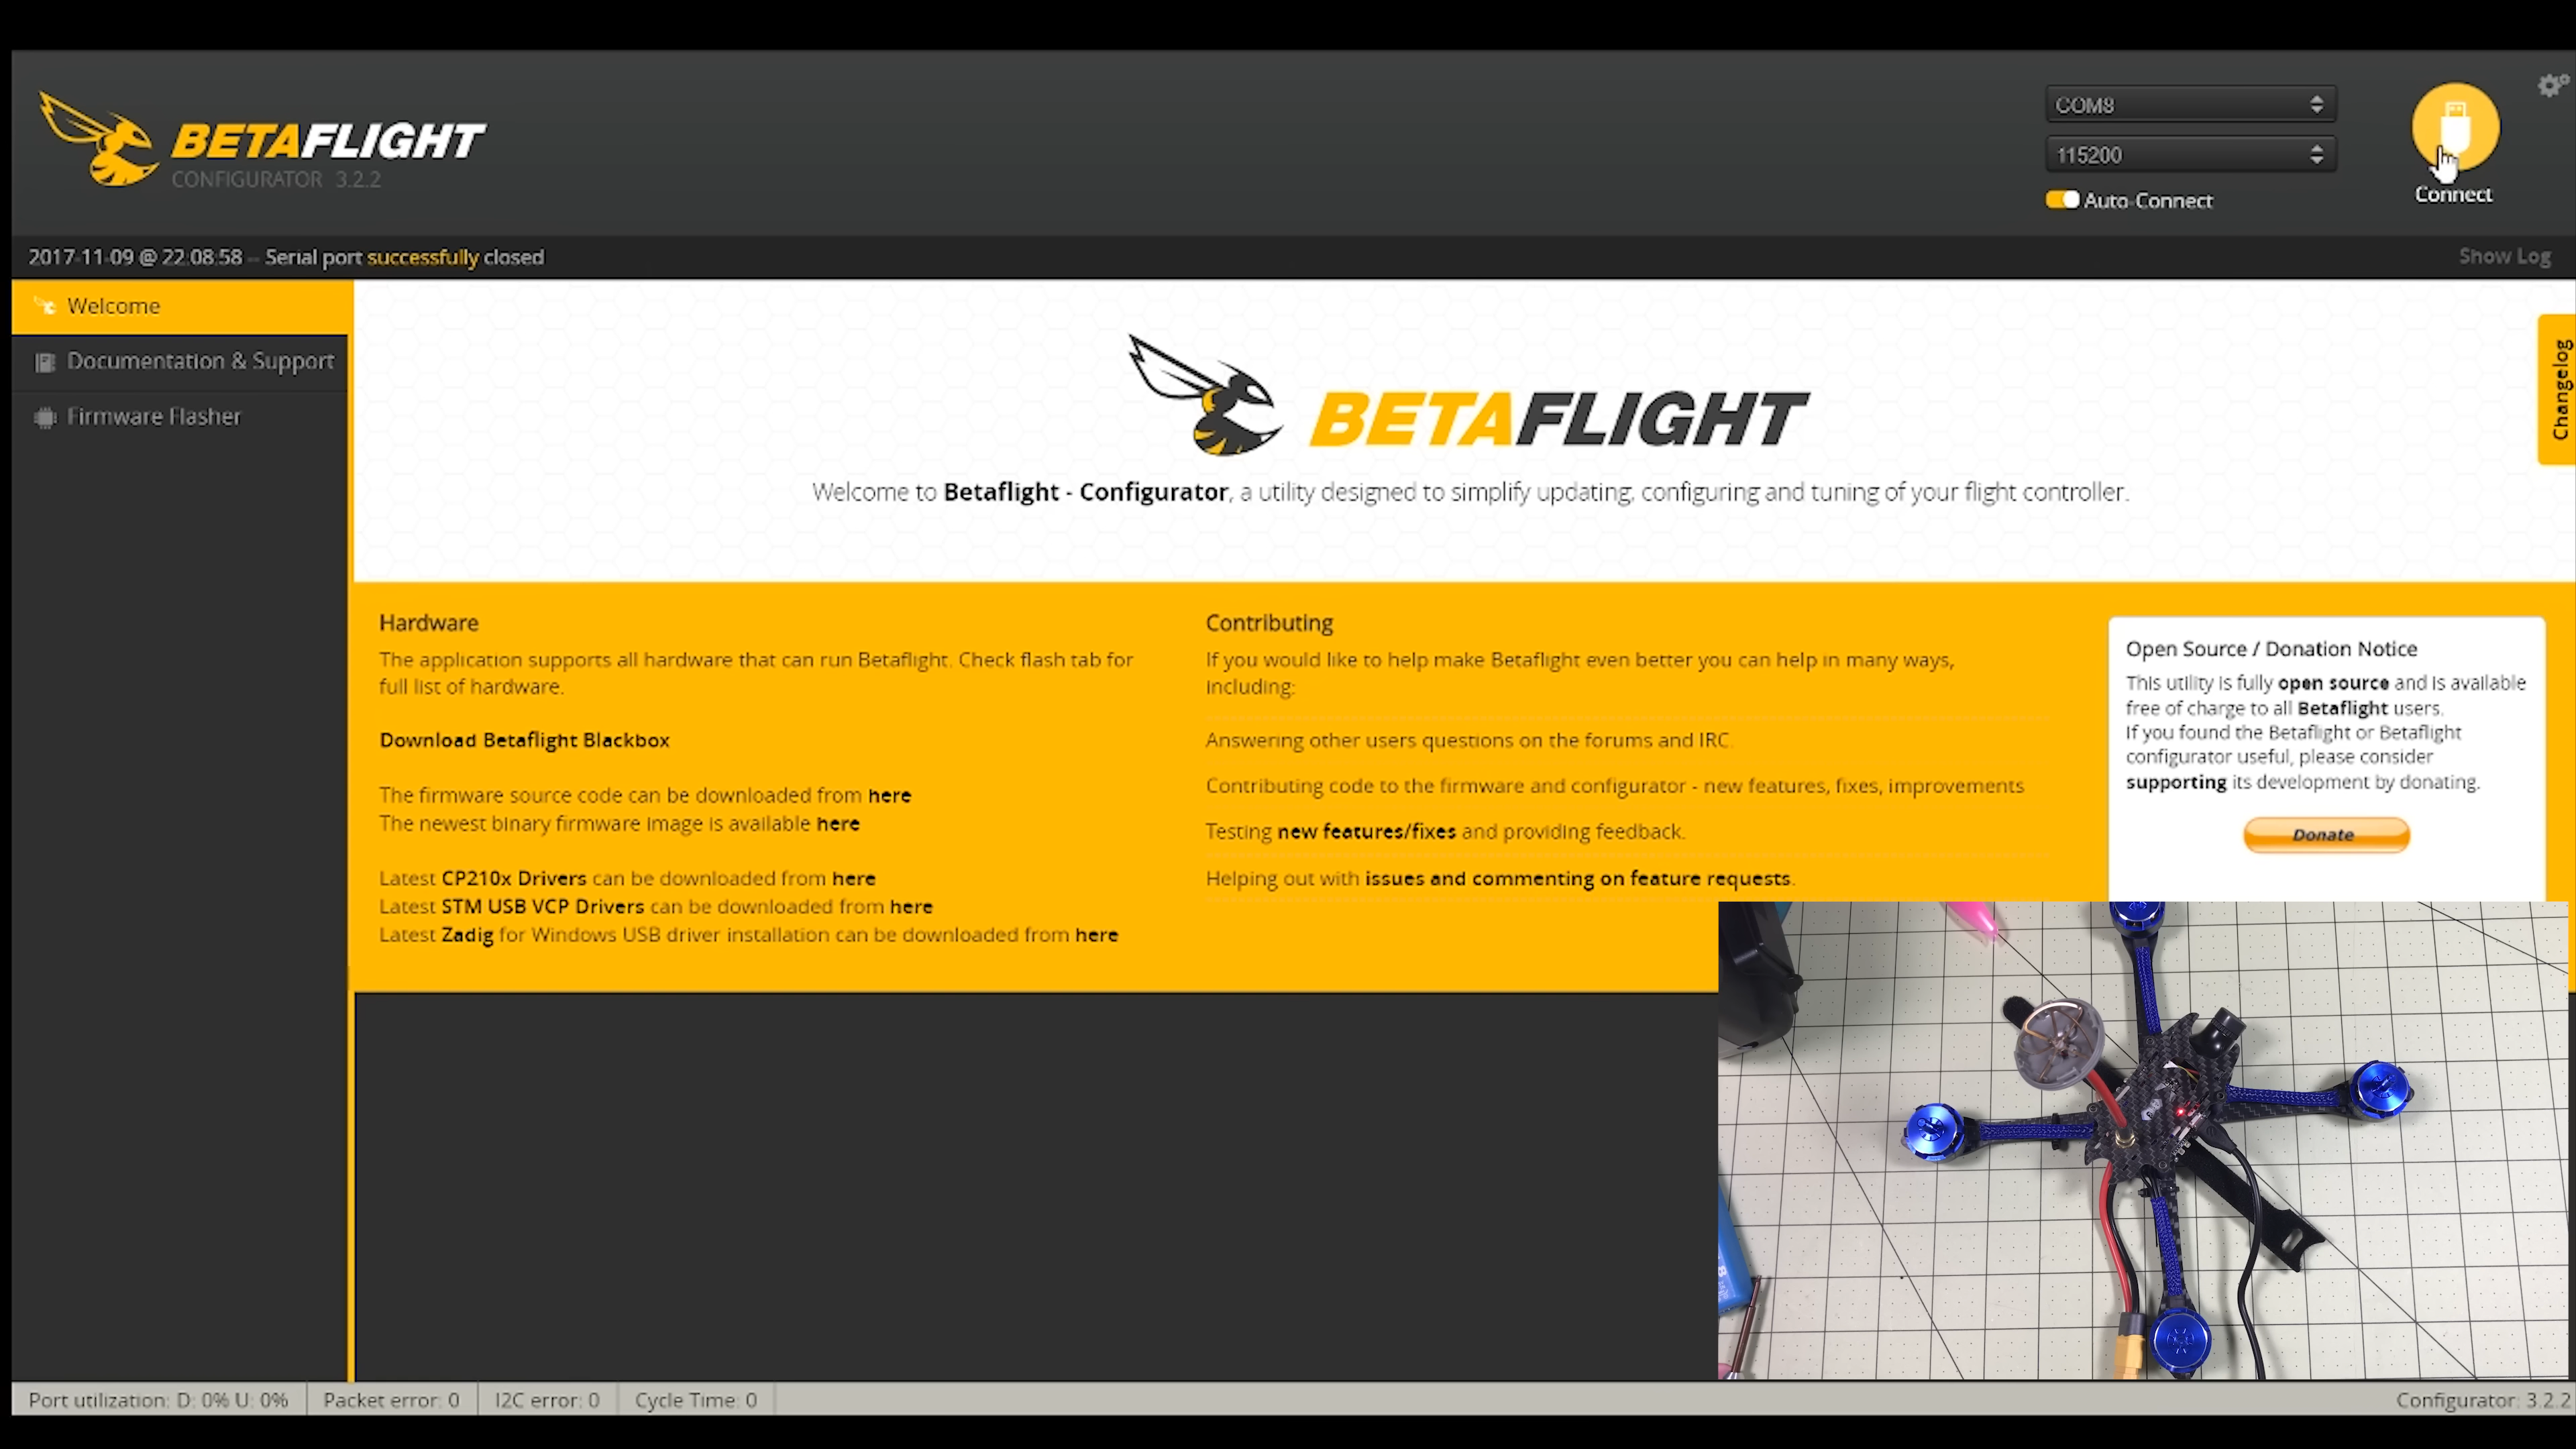 BETAFLIGHT
CONFIGURATOR 3.2.2
COM8
115200
Auto-Connect
Connect
2017-11-09 @ 22:08:58 -- Serial port successfully closed
Show Log
Welcome
Documentation & Support
Firmware Flasher
Changelog
BETAFLIGHT
Welcome to Betaflight - Configurator, a utility designed to simplify updating, configuring and tuning of your flight controller.
Hardware
The application supports all hardware that can run Betaflight. Check flash tab for
full list of hardware.
Download Betaflight Blackbox
The firmware source code can be downloaded from here
The newest binary firmware image is available here
Latest CP210x Drivers can be downloaded from here
Latest STM USB VCP Drivers can be downloaded from here
Latest Zadig for Windows USB driver installation can be downloaded from here
Contributing
If you would like to help make Betaflight even better you can help in many ways,
including:
Answering other users questions on the forums and IRC.
Contributing code to the firmware and configurator - new features, fixes, improvements
Testing new features/fixes and providing feedback.
Helping out with issues and commenting on feature requests.
Open Source / Donation Notice
This utility is fully open source and is available
free of charge to all Betaflight users.
If you found the Betaflight or Betaflight
configurator useful, please consider
supporting its development by donating.
Donate
Port utilization: D: 0% U: 0%
Packet error: 0
I2C error: 0
Cycle Time: 0
Configurator: 3.2.2